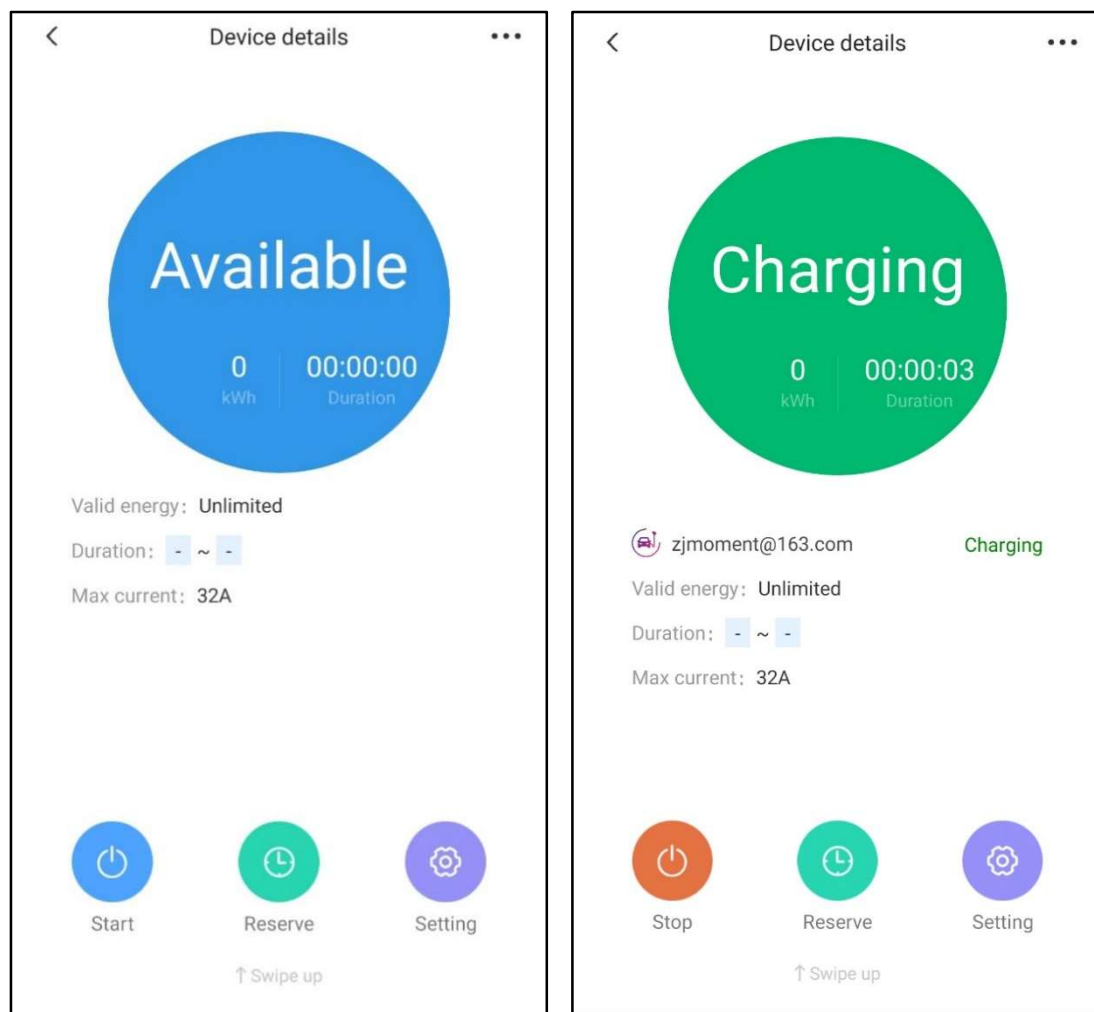 Device details
Available
0
00:00:00
kWh
Duration
Valid energy: Unlimited
Duration: - ~ -
Max current: 32A
Start
Reserve
Setting
↑ Swipe up
Device details
Charging
0
00:00:03
kWh
Duration
zjmoment@163.com
Charging
Valid energy: Unlimited
Duration: - ~ -
Max current: 32A
Stop
Reserve
Setting
↑ Swipe up